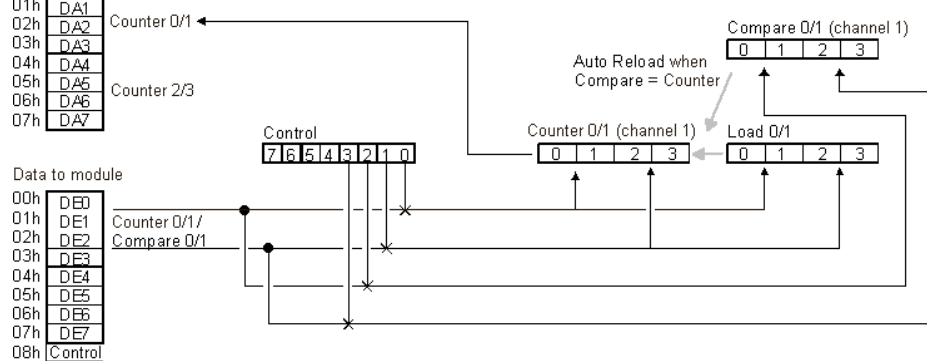 01h DA1
02h DA2 Counter 0/1
03h DA3
04h DA4
05h DA5 Counter 2/3
06h DA6
07h DA7
Compare 0/1 (channel 1)
0 1 2 3
Auto Reload when
Compare = Counter
Control
7 6 5 4 3 2 1 0
Counter 0/1 (channel 1)
0 1 2 3
Load 0/1
0 1 2 3
Data to module
00h DE0
01h DE1 Counter 0/1/
02h DE2 Compare 0/1
03h DE3
04h DE4
05h DE5
06h DE6
07h DE7
08h Control